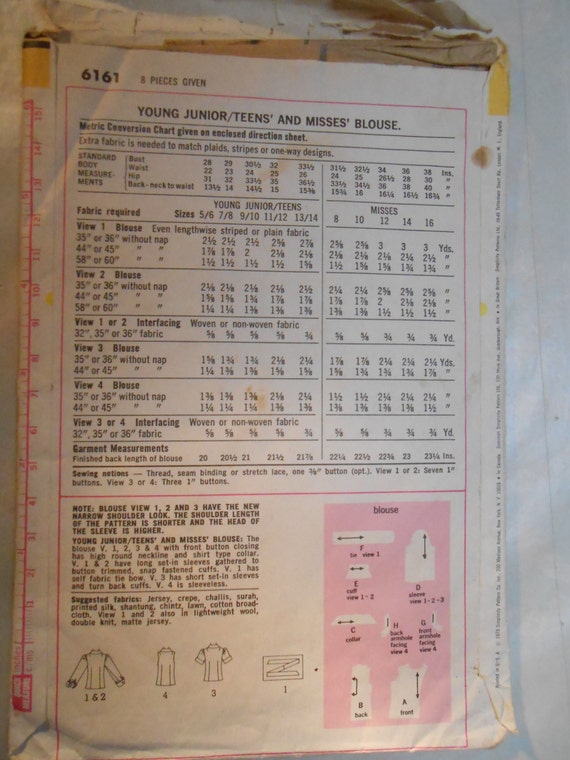 6161 8 PIECES GIVEN
YOUNG JUNIOR/TEENS' AND MISSES' BLOUSE.
Metric Conversion Chart given on enclosed direction sheet.
Extra fabric is needed to match plaids, stripes or one-way designs.
STANDARD BODY MEASUREMENTS
Bust 28 29 30½ 32 33½ 31½ 32½ 34 36 38 Ins.
Waist 22 23 24 25 26 24 25 26½ 28 30 "
Hip 31 32 33½ 35 36½ 33½ 34½ 36 38 40 "
Back - neck to waist 13½ 14 14½ 15 15⅜ 15¾ 16 16¼ 16½ 16¾ "
YOUNG JUNIOR/TEENS MISSES
Fabric required Sizes 5/6 7/8 9/10 11/12 13/14 8 10 12 14 16
View 1 Blouse Even lengthwise striped or plain fabric
35" or 36" without nap 2½ 2½ 2½ 2⅝ 2⅞ 2⅝ 2⅝ 3 3 3 Yds.
44" or 45" " " 1⅞ 1⅞ 2 2⅛ 2⅛ 2⅛ 2⅛ 2⅛ 2¼ 2½ "
58" or 60" " " 1½ 1½ 1½ 1½ 1⅝ 1½ 1⅝ 1⅝ 1¾ 1¾ "
View 2 Blouse
35" or 36" without nap 2⅛ 2⅛ 2⅛ 2½ 2½ 2¼ 2¼ 2⅝ 2⅝ 2⅝ "
44" or 45" " " 1⅝ 1⅝ 1¾ 1⅞ 1⅞ 1⅞ 1⅞ 2 2⅛ 2⅛ "
58" or 60" " " 1¼ 1¼ 1⅜ 1⅜ 1⅜ 1⅜ 1⅜ 1½ 1½ 1½ "
View 1 or 2 Interfacing Woven or non-woven fabric
32", 35" or 36" fabric ⅝ ⅝ ⅝ ⅝ ¾ ⅝ ⅝ ¾ ¾ ¾ Yd.
View 3 Blouse
35" or 36" without nap 1⅝ 1¾ 1¾ 2⅛ 2¼ 1⅞ 1⅞ 2¼ 2¼ 2¼ Yds.
44" or 45" " " 1¼ 1¼ 1¼ 1½ 1⅝ 1½ 1⅝ 1¾ 1¾ 1⅞ "
View 4 Blouse
35" or 36" without nap 1⅜ 1⅜ 1⅜ 2⅛ 2¼ 1½ 1½ 2¼ 2¼ 2¼ "
44" or 45" " " 1¼ 1¼ 1¼ 1¼ 1⅜ 1⅜ 1⅜ 1⅜ 1⅜ 1½ "
View 3 or 4 Interfacing Woven or non-woven fabric
32", 35" or 36" fabric ⅝ ⅝ ⅝ ⅝ ¾ ⅝ ⅝ ¾ ¾ ¾ Yd.
Garment Measurements
Finished back length of blouse 20 20½ 21 21½ 21⅞ 22¼ 22½ 22¾ 23 23¼ Ins.
Sewing notions — Thread, seam binding or stretch lace, one ⅜" button (opt.). View 1 or 2: Seven 1"
buttons. View 3 or 4: Three 1" buttons.
NOTE: BLOUSE VIEW 1, 2 AND 3 HAVE THE NEW
NARROW SHOULDER LOOK. THE SHOULDER LENGTH
OF THE PATTERN IS SHORTER AND THE HEAD OF
THE SLEEVE IS HIGHER.
YOUNG JUNIOR/TEENS' AND MISSES' BLOUSE: The
blouse V. 1, 2, 3 & 4 with front button closing
has high round neckline and shirt type collar.
V. 1 & 2 have long set-in sleeves gathered to
button trimmed, snap fastened cuffs. V. 1 has
self fabric tie bow. V. 3 has short set-in sleeves
and turn back cuffs. V. 4 is sleeveless.
Suggested fabrics: Jersey, crepe, challis, surah,
printed silk, shantung, chintz, lawn, cotton broad-
cloth. View 1 and 2 also in lightweight wool,
double knit, matte jersey.
1 & 2
4
3
1
blouse
F
tie view 1
E
cuff
view 1 - 2
D
sleeve
view 1 - 2 - 3
C
collar
H
back
armhole
facing
view 4
G
front
armhole
facing
view 4
B
back
A
front